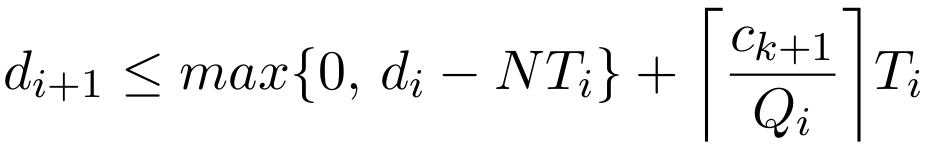 d_{i+1} ≤ max{0, d_i − NT_i} + ⌈c_{k+1}/Q_i⌉ T_i